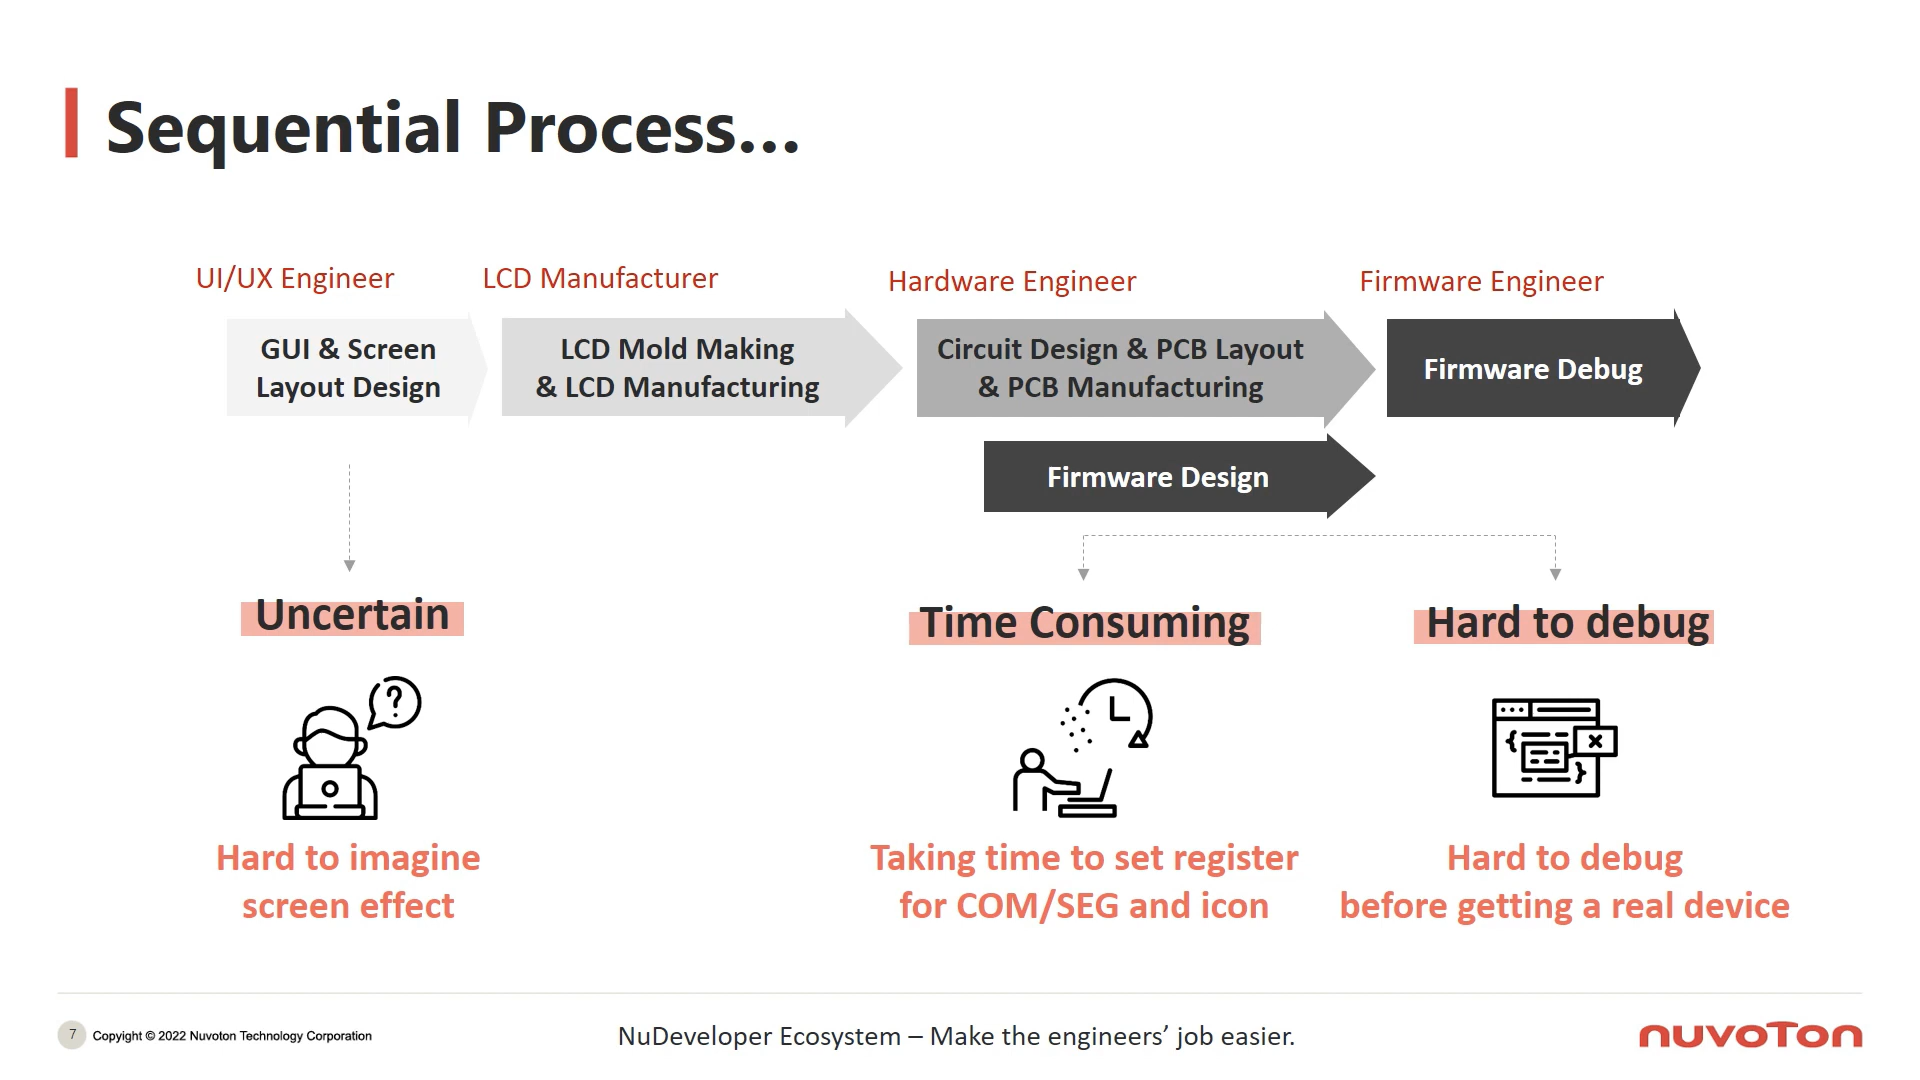 Sequential Process...
UI/UX Engineer
LCD Manufacturer
Hardware Engineer
Firmware Engineer
GUI & Screen
Layout Design
LCD Mold Making
& LCD Manufacturing
Circuit Design & PCB Layout
& PCB Manufacturing
Firmware Debug
Firmware Design
Uncertain
Time Consuming
Hard to debug
?
Hard to imagine
screen effect
Taking time to set register
for COM/SEG and icon
Hard to debug
before getting a real device
7
Copyight © 2022 Nuvoton Technology Corporation
NuDeveloper Ecosystem – Make the engineers’ job easier.
nuvoTon